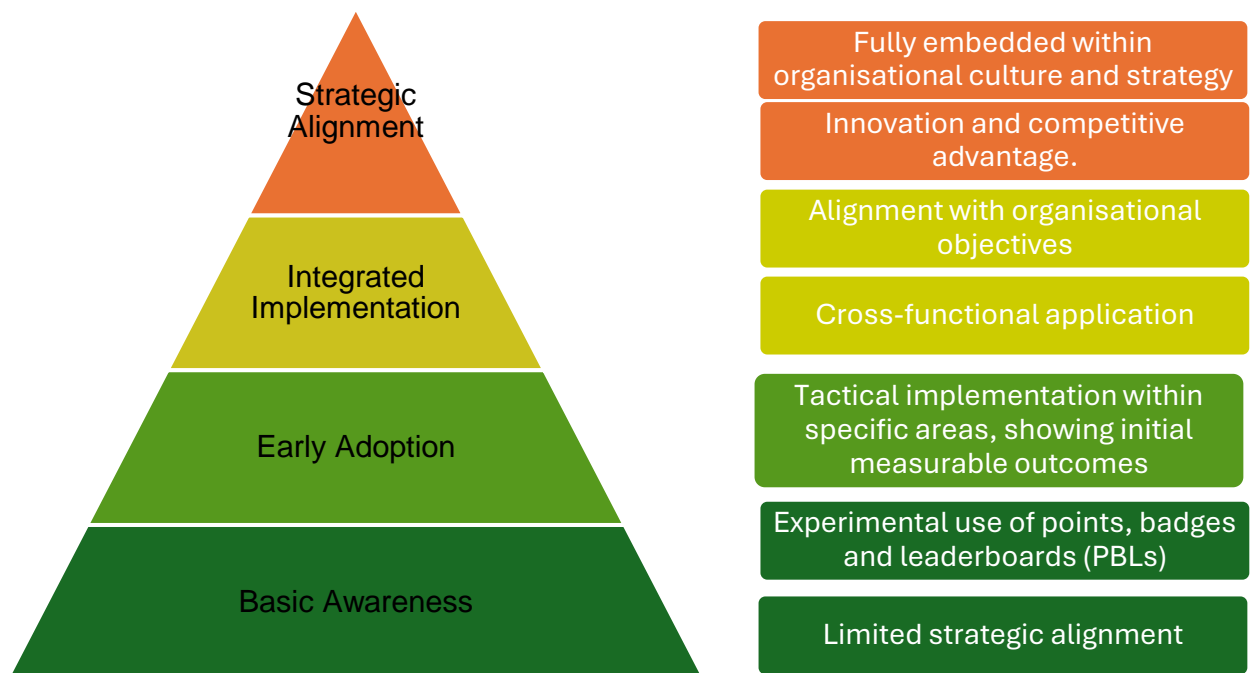 Strategic
Alignment
Fully embedded within
organisational culture and strategy
Innovation and competitive
advantage.
Integrated
Implementation
Alignment with organisational
objectives
Cross-functional application
Early Adoption
Tactical implementation within
specific areas, showing initial
measurable outcomes
Basic Awareness
Experimental use of points, badges
and leaderboards (PBLs)
Limited strategic alignment